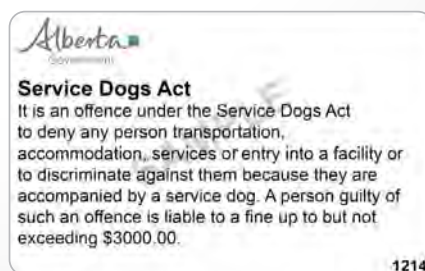 Alberta
Government
Service Dogs Act
It is an offence under the Service Dogs Act
to deny any person transportation,
accommodation, services or entry into a facility or
to discriminate against them because they are
accompanied by a service dog. A person guilty of
such an offence is liable to a fine up to but not
exceeding $3000.00.
SAMPLE
1214